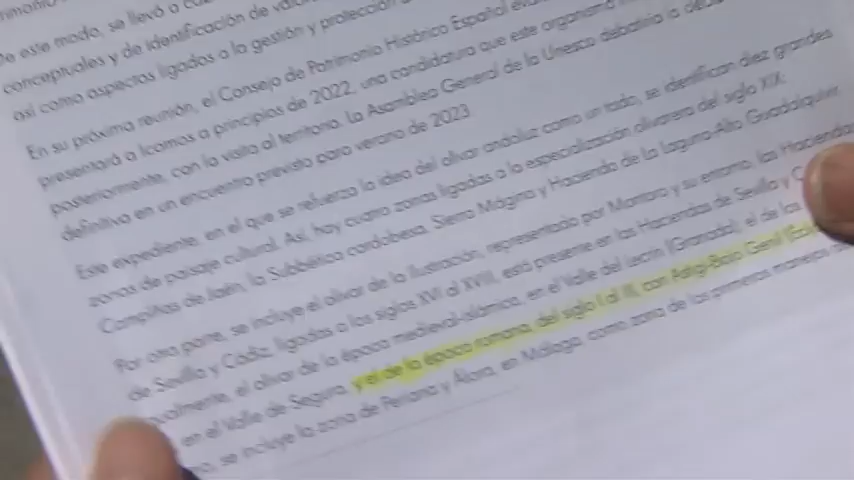 De este modo, se llevó a
conceptuales y de identificación de
así como aspectos ligados a la gestión y protección
En su próxima reunión, el Consejo de Patrimonio Histórico Español
presentará a Icomos a principios de 2022, una candidatura que este organismo
posteriormente, con la visita al territorio. La Asamblea General de la Unesco debatiría
definitiva en un encuentro previsto para verano de 2023.
Este expediente, en el que se refuerza la idea del olivar andaluz como un todo, se identifican diez grandes
zonas de paisaje cultural. Así, hay cuatro zonas ligadas a la especialización olivarera del siglo XIX:
Campiñas de Jaén, la Subbética cordobesa, Sierra Mágina y Hacienda de La Laguna-Alto Guadalquivir.
Por otra parte, se incluye el olivar de la Ilustración, representado por Montoro y su entorno, las Haciendas
de Sevilla y Cádiz, ligadas a los siglos XVI al XVIII, está presente en las Haciendas de Sevilla y
el olivar de la época medieval-islámica, en el Valle del Lecrín (Granada); el de los
en el Valle de Segura, y el de la época romana, del siglo I al III, con Astigi-Bajo Genil
se incluye la zona de Periana y Álora, en Málaga, como zona de las primeras